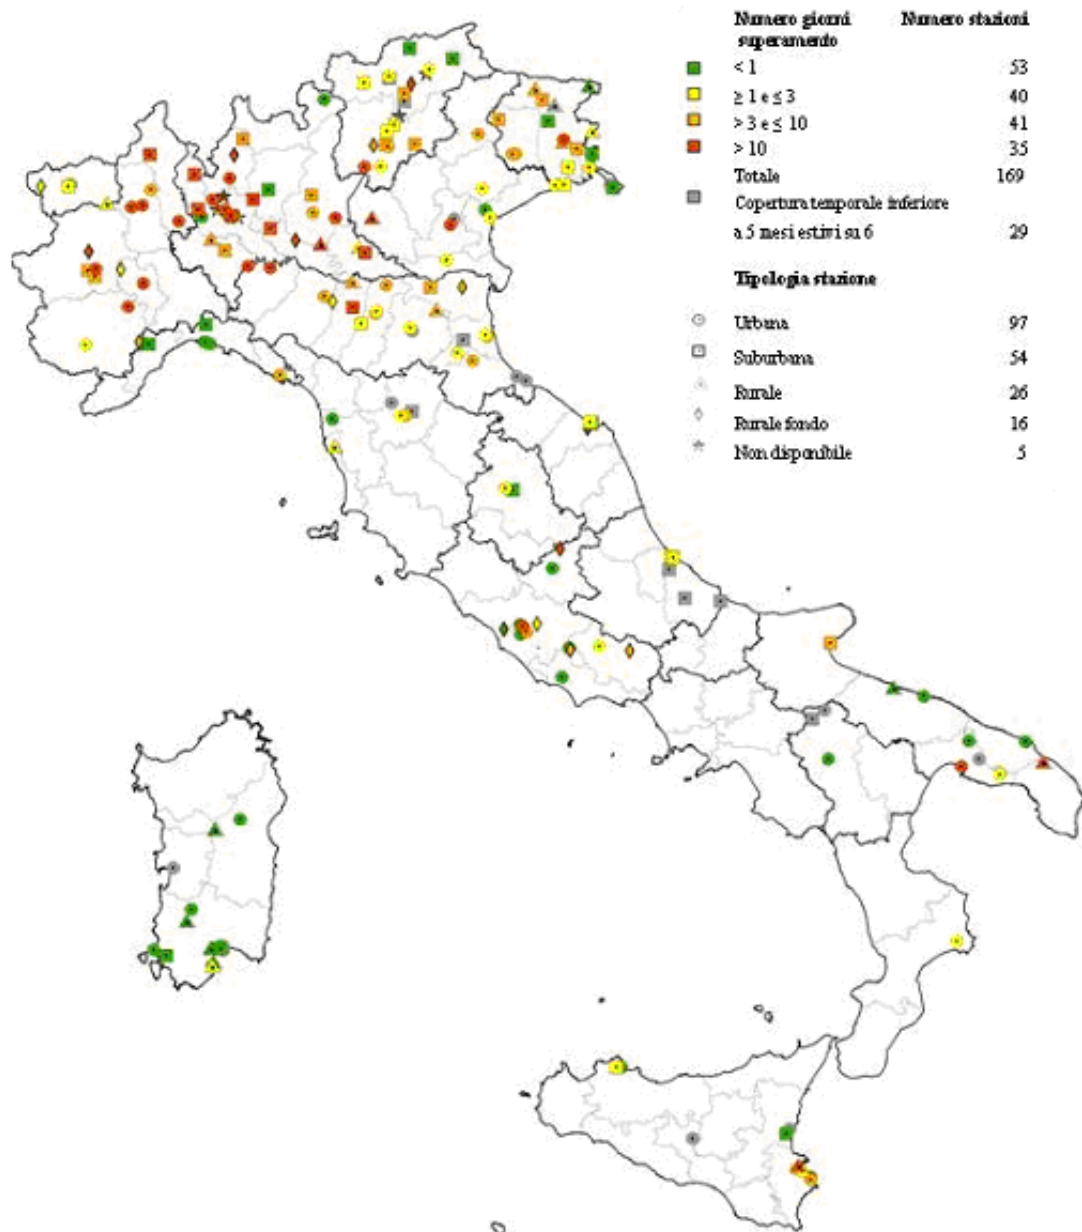 Numero giorni Numero stazioni
superamento
< 1 53
≥ 1 e ≤ 3 40
> 3 e ≤ 10 41
> 10 35
Totale 169
Copertura temporale inferiore
a 5 mesi estivi su 6 29
Tipologia stazione
Urbana 97
Suburbana 54
Rurale 26
Rurale fondo 16
Non disponibile 5